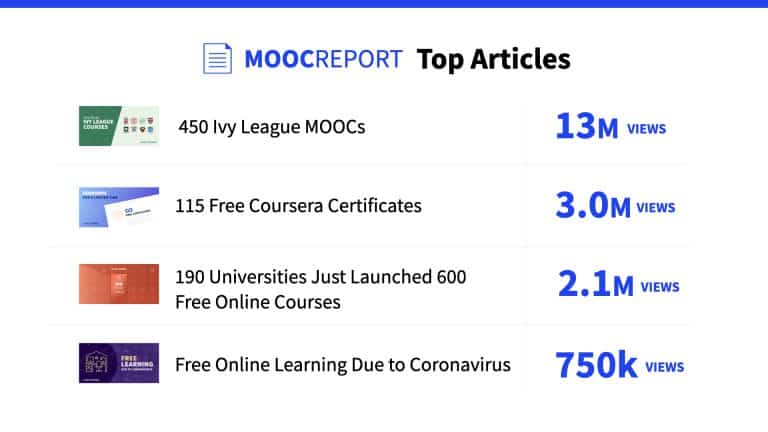 MOOCREPORT Top Articles
IVY LEAGUE
COURSES
450 Ivy League MOOCs
13M VIEWS
115 Free Coursera Certificates
3.0M VIEWS
190 Universities Just Launched 600
Free Online Courses
2.1M VIEWS
FREE
LEARNING
Free Online Learning Due to Coronavirus
750k VIEWS